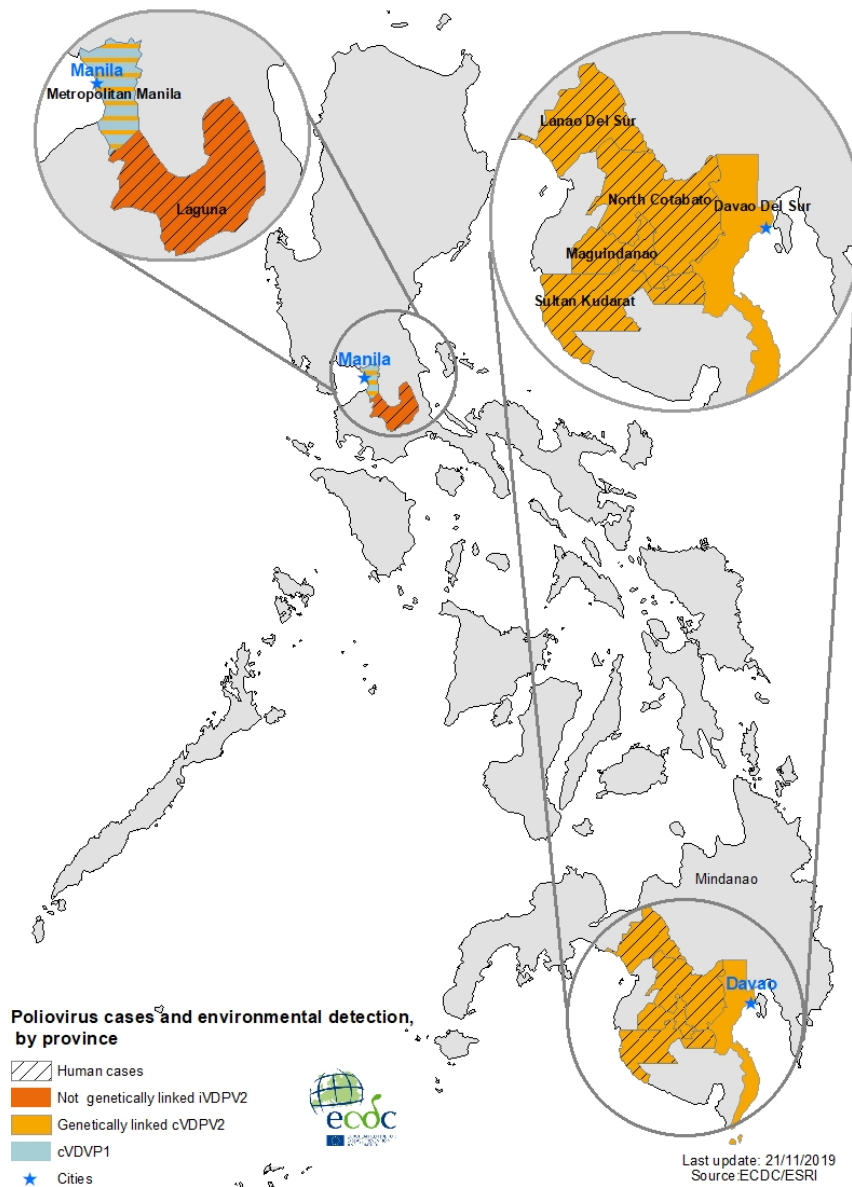 Manila
Metropolitan Manila
Laguna
Lanao Del Sur
North Cotabato
Davao Del Sur
Maguindanao
Sultan Kudarat
Manila
Mindanao
Davao
Poliovirus cases and environmental detection,
by province
Human cases
Not genetically linked iVDPV2
Genetically linked cVDPV2
cVDVP1
Cities
ecdc
Last update: 21/11/2019
Source:ECDC/ESRI